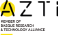 AZTI
MEMBER OF
BASQUE RESEARCH
& TECHNOLOGY ALLIANCE